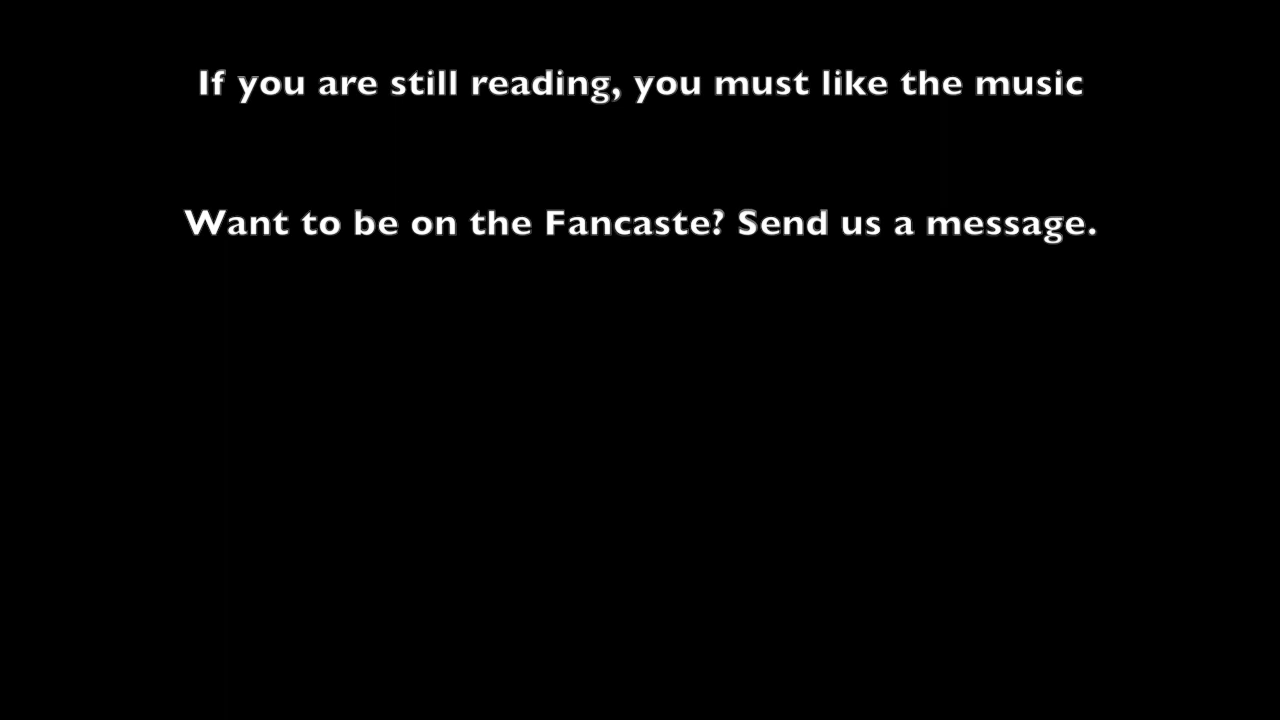 If you are still reading, you must like the music
Want to be on the Fancaste? Send us a message.